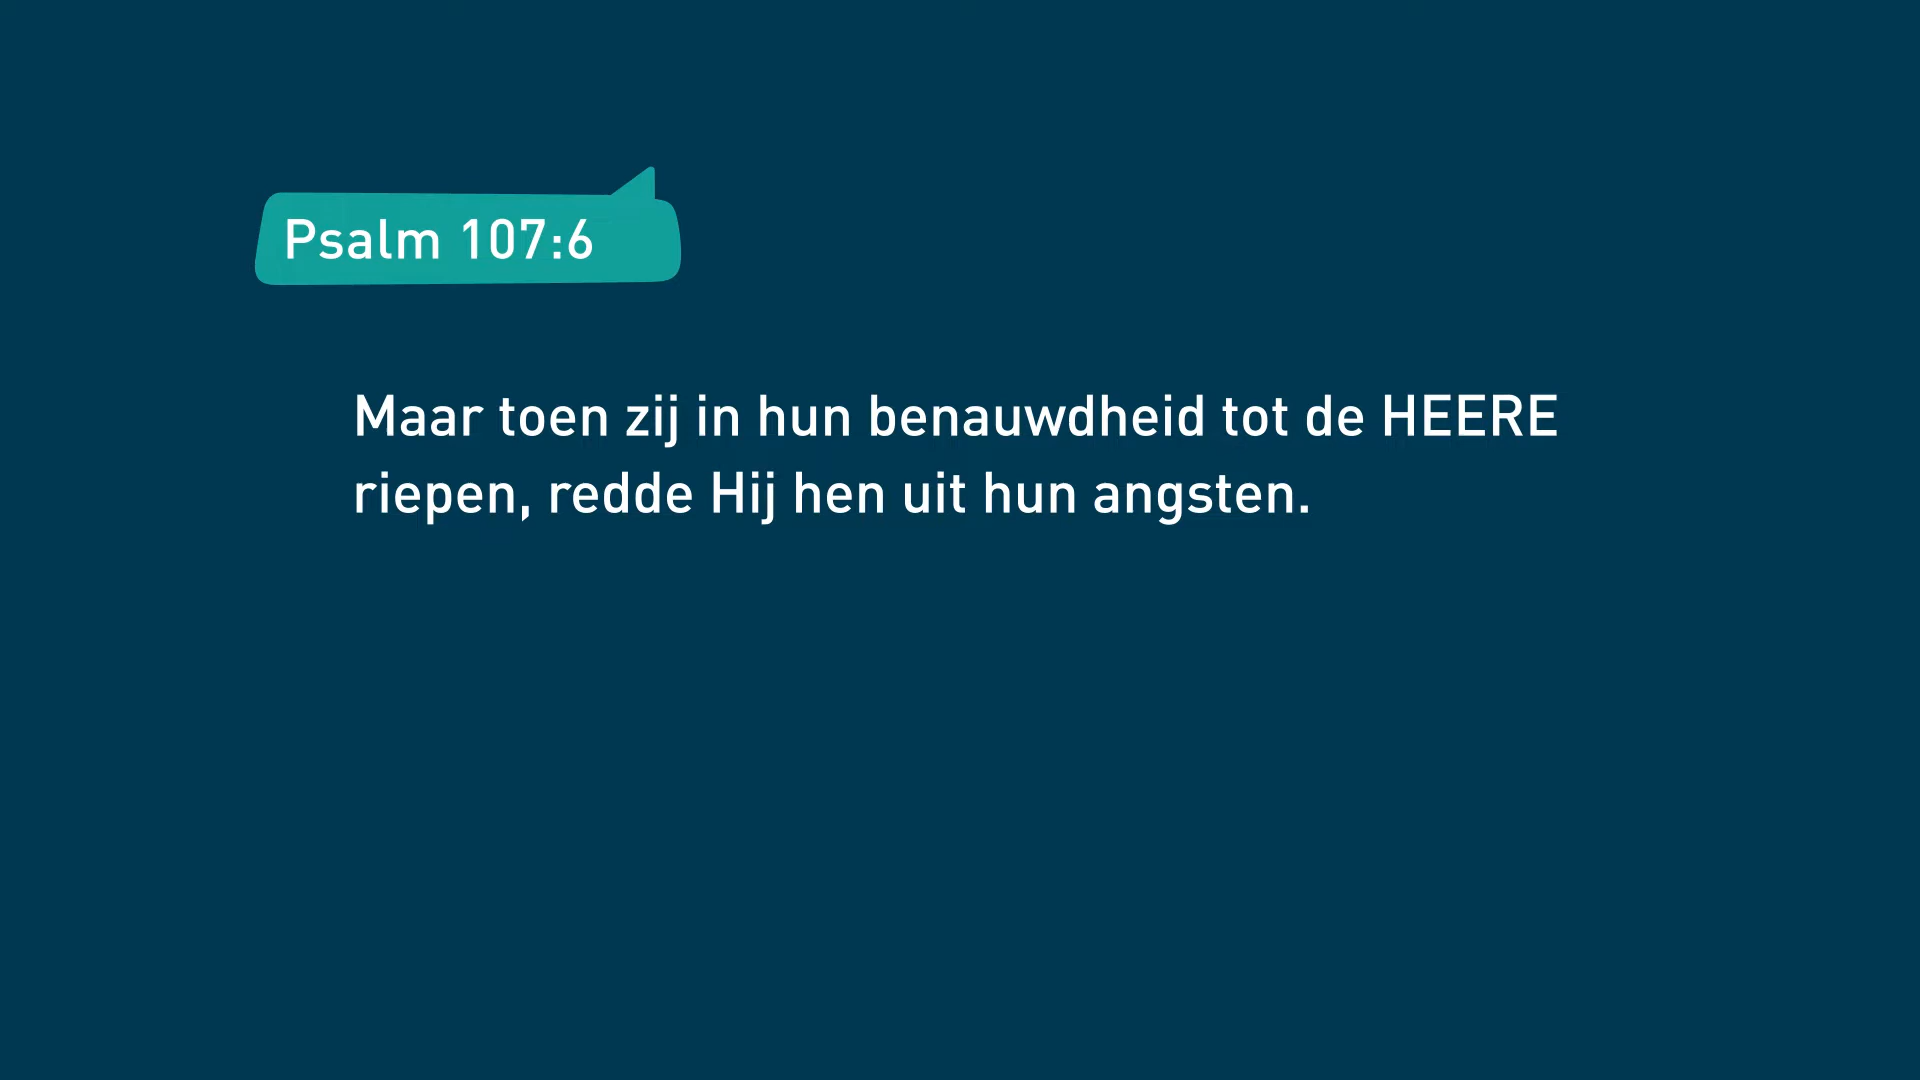 Psalm 107:6
Maar toen zij in hun benauwdheid tot de HEERE
riepen, redde Hij hen uit hun angsten.